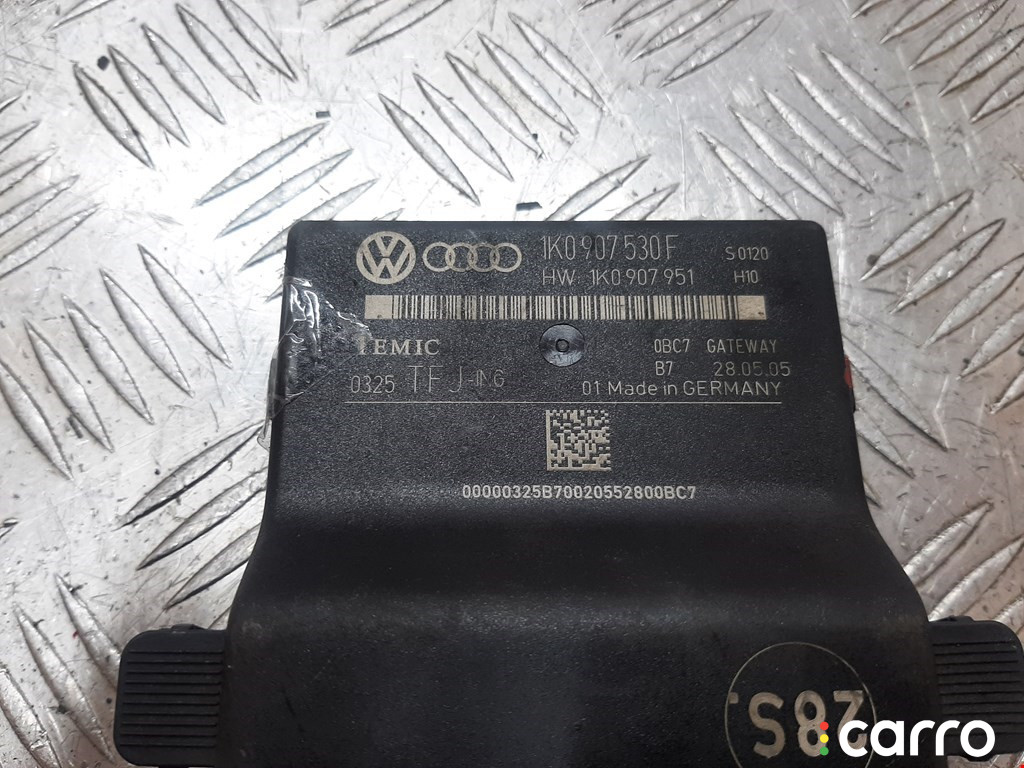 VW 1K0 907 530 F S0120
HW 1K0 907 951 H10
TEMIC 0BC7 GATEWAY
B7 28.05.05
0325 TFJ-ING 01 Made in GERMANY
00000325B70020552800BC7
carro